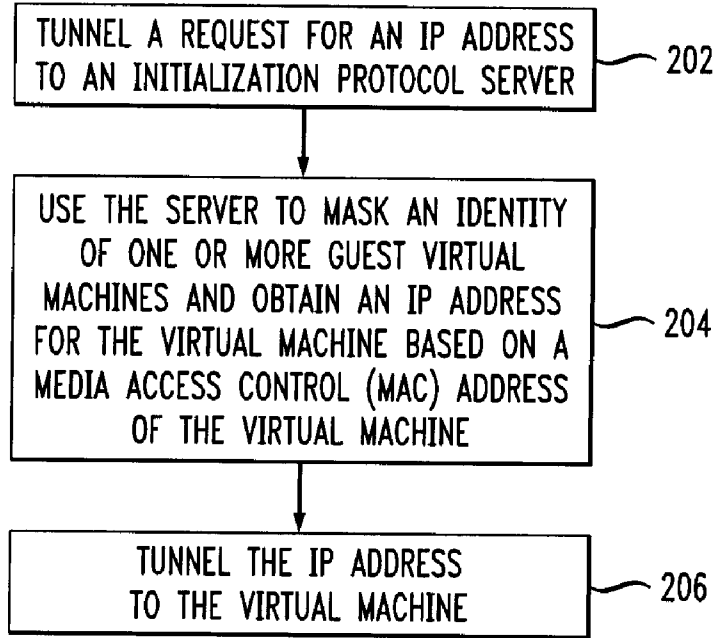 TUNNEL A REQUEST FOR AN IP ADDRESS
TO AN INITIALIZATION PROTOCOL SERVER
202
USE THE SERVER TO MASK AN IDENTITY
OF ONE OR MORE GUEST VIRTUAL
MACHINES AND OBTAIN AN IP ADDRESS
FOR THE VIRTUAL MACHINE BASED ON A
MEDIA ACCESS CONTROL (MAC) ADDRESS
OF THE VIRTUAL MACHINE
204
TUNNEL THE IP ADDRESS
TO THE VIRTUAL MACHINE
206